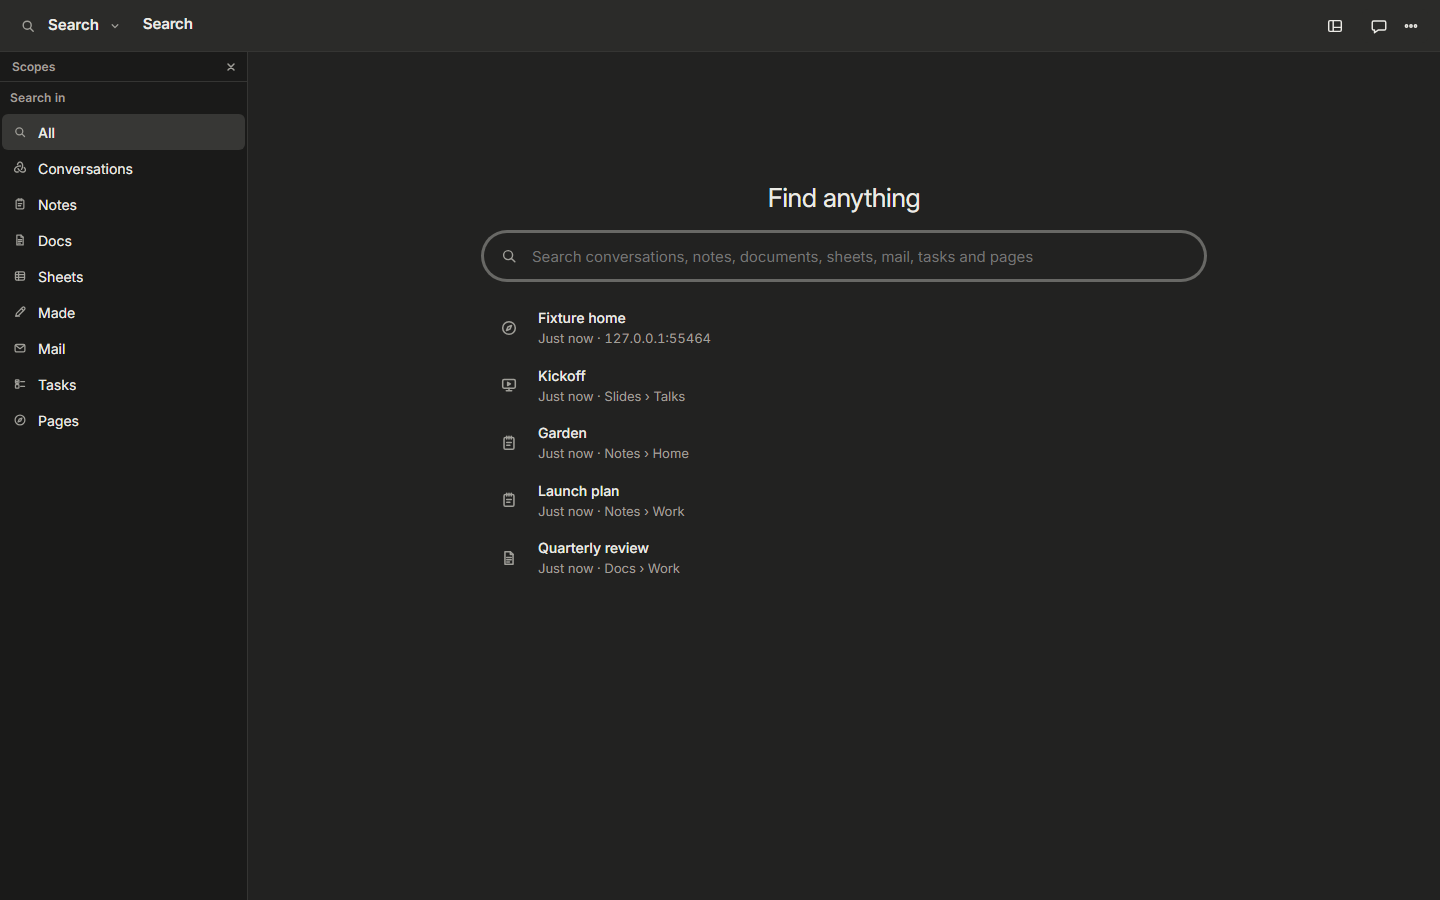 Search
Search
Scopes
Search in
All
Conversations
Notes
Docs
Sheets
Made
Mail
Tasks
Pages
Find anything
Search conversations, notes, documents, sheets, mail, tasks and pages
Fixture home
Just now · 127.0.0.1:55464
Kickoff
Just now · Slides › Talks
Garden
Just now · Notes › Home
Launch plan
Just now · Notes › Work
Quarterly review
Just now · Docs › Work